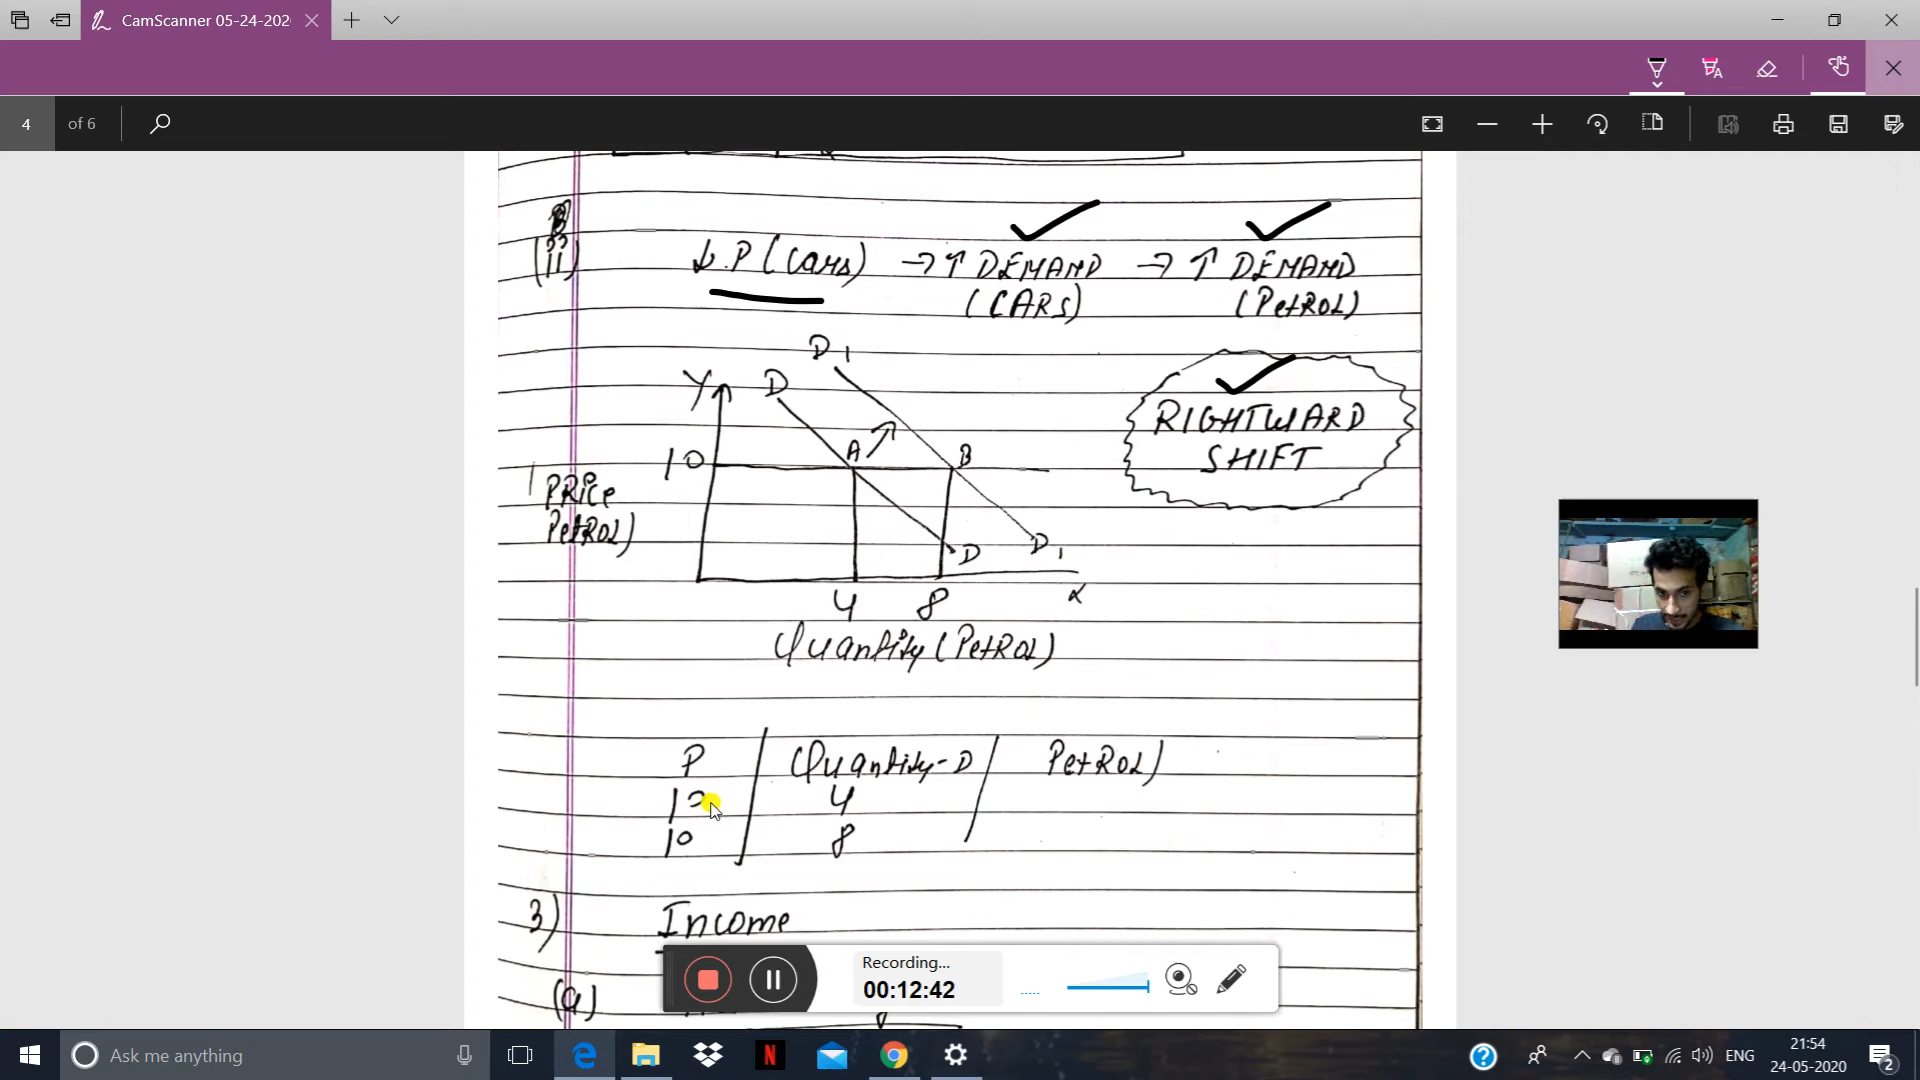 CamScanner 05-24-202
4 of 6
(ii)
↓.P (Cars) → ↑ DEMAND → ↑ DEMAND
(CARS) (PetROL)
D1
Y D
RIGHTWARD
SHIFT
A B
10
PRice
PetROL)
D D1
4 8 x
Quantity (PetROL)
P Quantity-D PetROL)
10 4
10 8
3) Income
(a)
Recording...
00:12:42
Ask me anything
ENG
21:54
24-05-2020
2